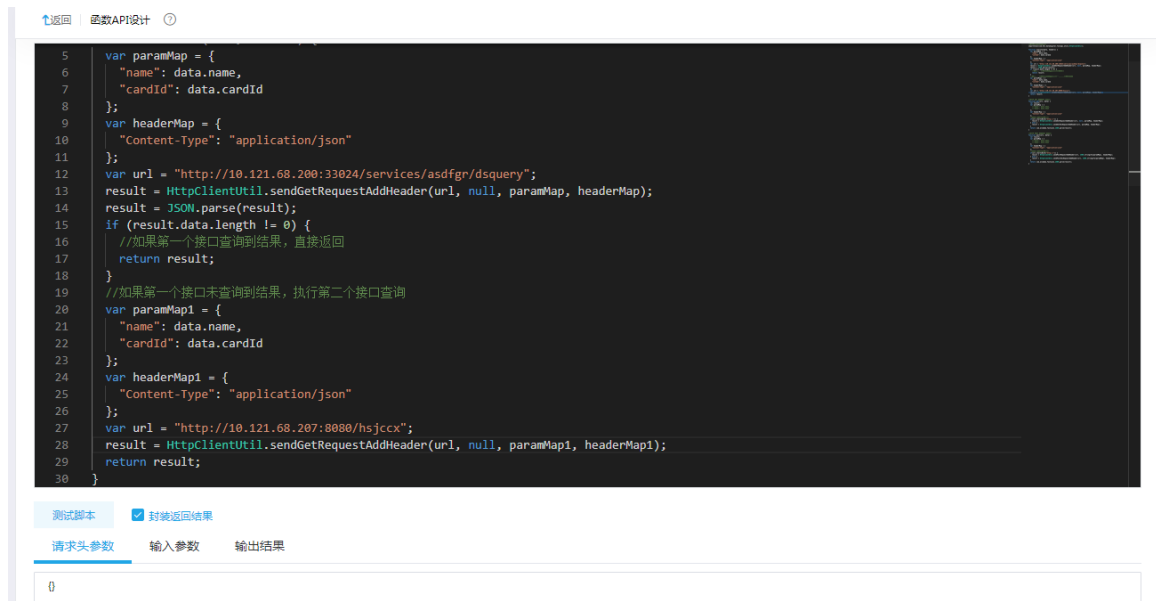 返回 函数API设计 ?
5 var paramMap = {
6 "name": data.name,
7 "cardId": data.cardId
8 };
9 var headerMap = {
10 "Content-Type": "application/json"
11 };
12 var url = "http://10.121.68.200:33024/services/asdfgr/dsquery";
13 result = HttpClientUtil.sendGetRequestAddHeader(url, null, paramMap, headerMap);
14 result = JSON.parse(result);
15 if (result.data.length != 0) {
16 //如果第一个接口查询到结果，直接返回
17 return result;
18 }
19 //如果第一个接口未查询到结果，执行第二个接口查询
20 var paramMap1 = {
21 "name": data.name,
22 "cardId": data.cardId
23 };
24 var headerMap1 = {
25 "Content-Type": "application/json"
26 };
27 var url = "http://10.121.68.207:8080/hsjccx";
28 result = HttpClientUtil.sendGetRequestAddHeader(url, null, paramMap1, headerMap1);
29 return result;
30 }
测试脚本 封装返回结果
请求头参数 输入参数 输出结果
{}